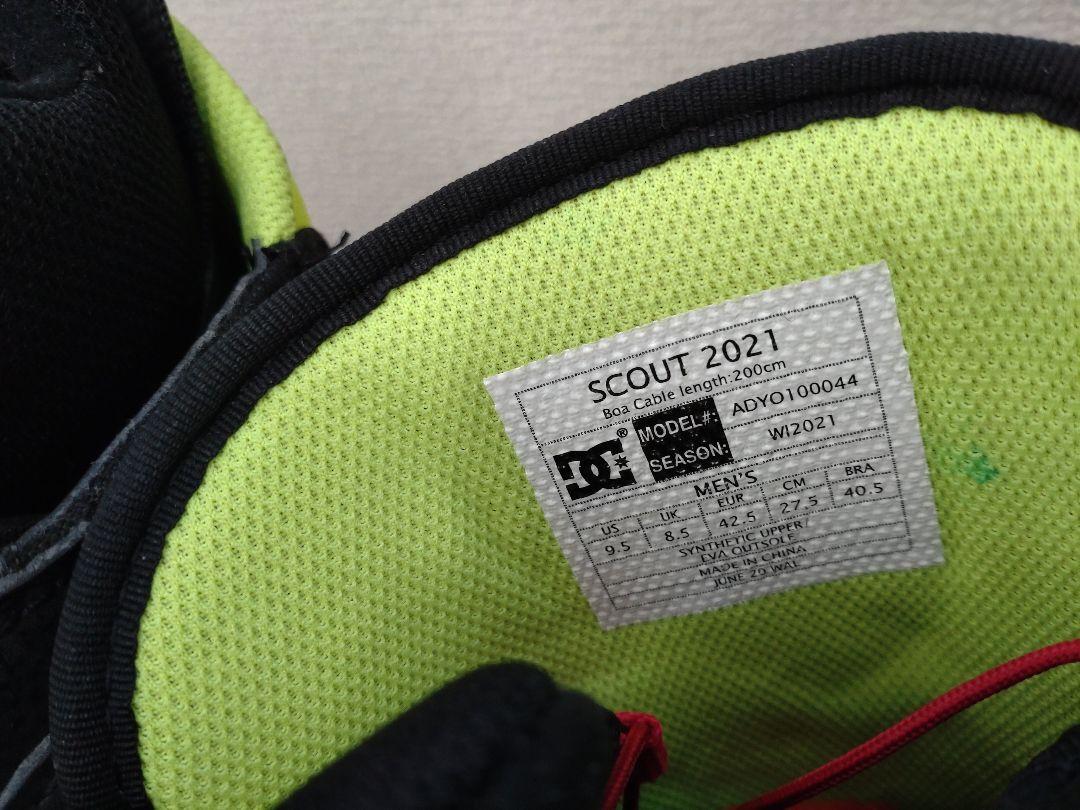 SCOUT 2021
Boa Cable length:200cm
DC® MODEL#: ADYO100044
SEASON: WI2021
MEN'S
US UK EUR CM BRA
9.5 8.5 42.5 27.5 40.5
SYNTHETIC UPPER/
EVA OUTSOLE
MADE IN CHINA
JUNE 20 WAL